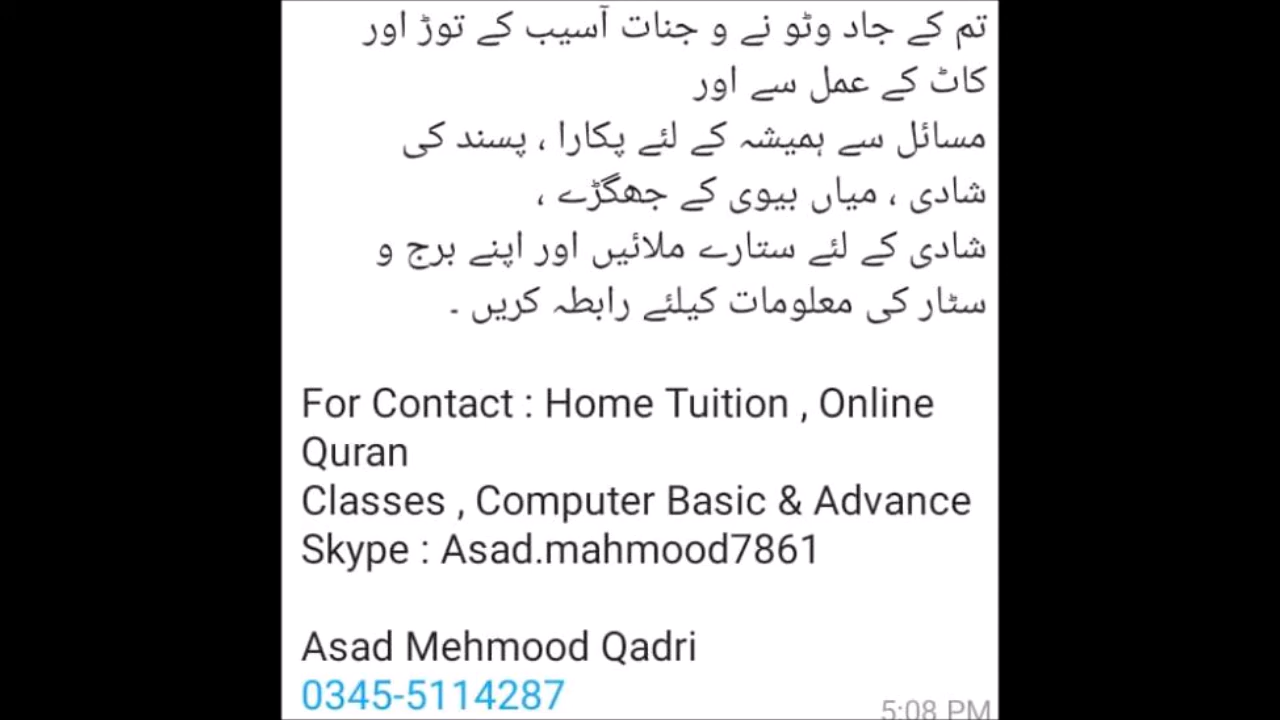 تم کے جاد وٹو نے و جنات آسیب کے توڑ اور
کاٹ کے عمل سے اور
مسائل سے ہمیشہ کے لئے پکارا ، پسند کی
شادی ، میاں بیوی کے جھگڑے ،
شادی کے لئے ستارے ملائیں اور اپنے برج و
سٹار کی معلومات کیلئے رابطہ کریں ۔
For Contact : Home Tuition , Online
Quran
Classes , Computer Basic & Advance
Skype : Asad.mahmood7861
Asad Mehmood Qadri
0345-5114287
5:08 PM